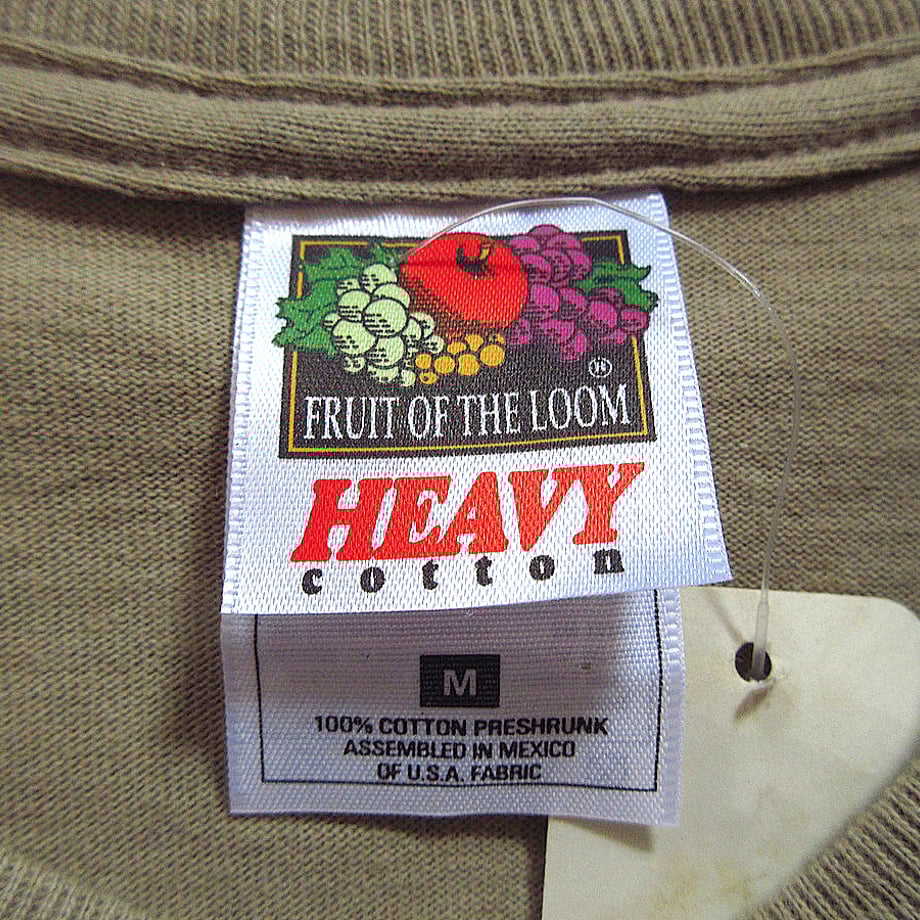 ®
FRUIT OF THE LOOM
HEAVY
cotton
M
100% COTTON PRESHRUNK
ASSEMBLED IN MEXICO
OF U.S.A. FABRIC